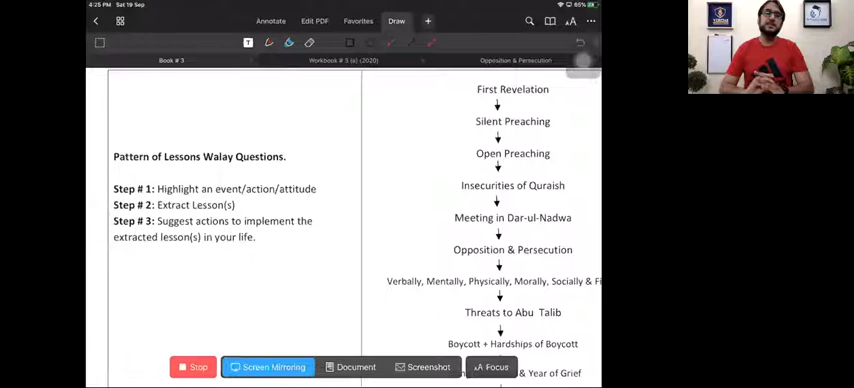 4:25 PM Sat 19 Sep
65%
Annotate Edit PDF Favorites Draw +
AA
T
Book # 3
Workbook # 3 (s) (2020)
Opposition & Persecution
Pattern of Lessons Walay Questions.
Step # 1: Highlight an event/action/attitude
Step # 2: Extract Lesson(s)
Step # 3: Suggest actions to implement the
extracted lesson(s) in your life.
First Revelation
Silent Preaching
Open Preaching
Insecurities of Quraish
Meeting in Dar-ul-Nadwa
Opposition & Persecution
Verbally, Mentally, Physically, Morally, Socially & Fi
Threats to Abu Talib
Boycott + Hardships of Boycott
& Year of Grief
Stop
Screen Mirroring
Document
Screenshot
AA Focus